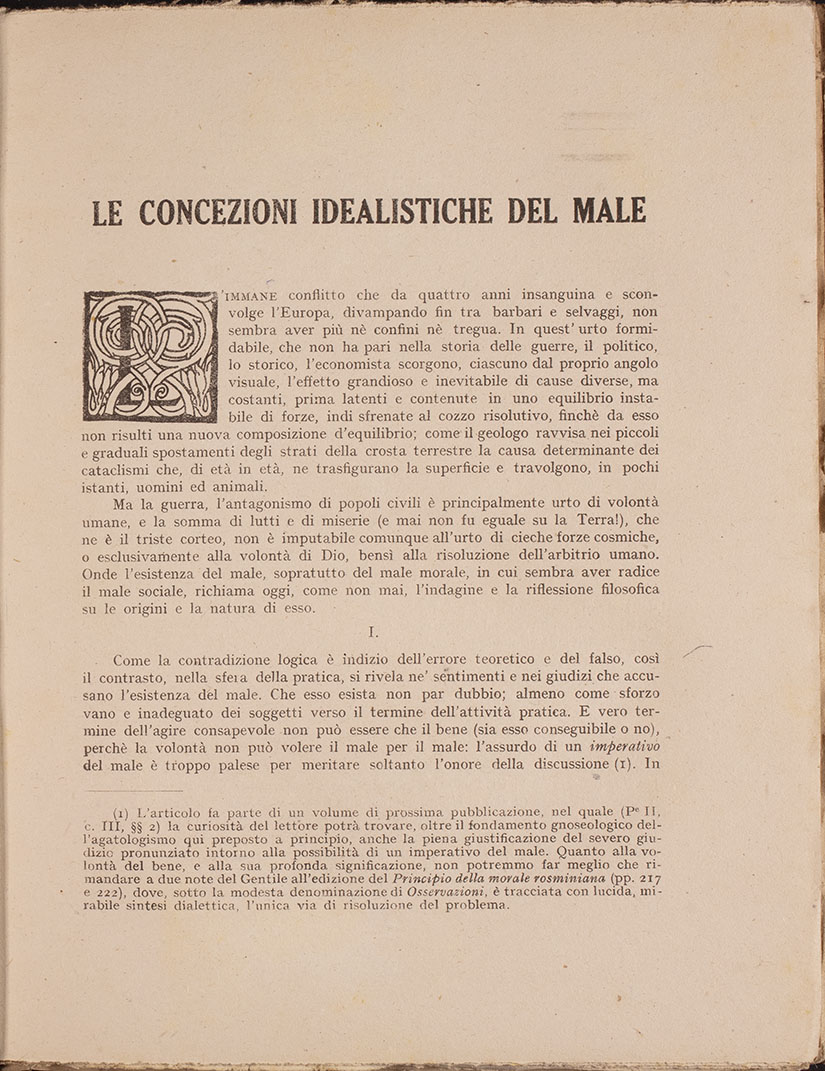 LE CONCEZIONI IDEALISTICHE DEL MALE
L'IMMANE conflitto che da quattro anni insanguina e scon-
volge l'Europa, divampando fin tra barbari e selvaggi, non
sembra aver più nè confini nè tregua. In quest' urto formi-
dabile, che non ha pari nella storia delle guerre, il politico,
lo storico, l'economista scorgono, ciascuno dal proprio angolo
visuale, l'effetto grandioso e inevitabile di cause diverse, ma
costanti, prima latenti e contenute in uno equilibrio insta-
bile di forze, indi sfrenate al cozzo risolutivo, finchè da esso
non risulti una nuova composizione d'equilibrio; come il geologo ravvisa nei piccoli
e graduali spostamenti degli strati della crosta terrestre la causa determinante dei
cataclismi che, di età in età, ne trasfigurano la superficie e travolgono, in pochi
istanti, uomini ed animali.
Ma la guerra, l'antagonismo di popoli civili è principalmente urto di volontà
umane, e la somma di lutti e di miserie (e mai non fu eguale su la Terra!), che
ne è il triste corteo, non è imputabile comunque all'urto di cieche forze cosmiche,
o esclusivamente alla volontà di Dio, bensì alla risoluzione dell'arbitrio umano.
Onde l'esistenza del male, sopratutto del male morale, in cui sembra aver radice
il male sociale, richiama oggi, come non mai, l'indagine e la riflessione filosofica
su le origini e la natura di esso.
I.
Come la contradizione logica è indizio dell'errore teoretico e del falso, così
il contrasto, nella sfera della pratica, si rivela ne' sentimenti e nei giudizi che accu-
sano l'esistenza del male. Che esso esista non par dubbio; almeno come sforzo
vano e inadeguato dei soggetti verso il termine dell'attività pratica. E vero ter-
mine dell'agire consapevole non può essere che il bene (sia esso conseguibile o no),
perchè la volontà non può volere il male per il male: l'assurdo di un imperativo
del male è troppo palese per meritare soltanto l'onore della discussione (1). In
(1) L'articolo fa parte di un volume di prossima pubblicazione, nel quale (Pe II,
c. III, §§ 2) la curiosità del lettore potrà trovare, oltre il fondamento gnoseologico del-
l'agatologismo qui preposto a principio, anche la piena giustificazione del severo giu-
dizio pronunziato intorno alla possibilità di un imperativo del male. Quanto alla vo-
lontà del bene, e alla sua profonda significazione, non potremmo far meglio che ri-
mandare a due note del Gentile all'edizione del Principio della morale rosminiana (pp. 217
e 222), dove, sotto la modesta denominazione di Osservazioni, è tracciata con lucida, mi-
rabile sintesi dialettica, l'unica via di risoluzione del problema.